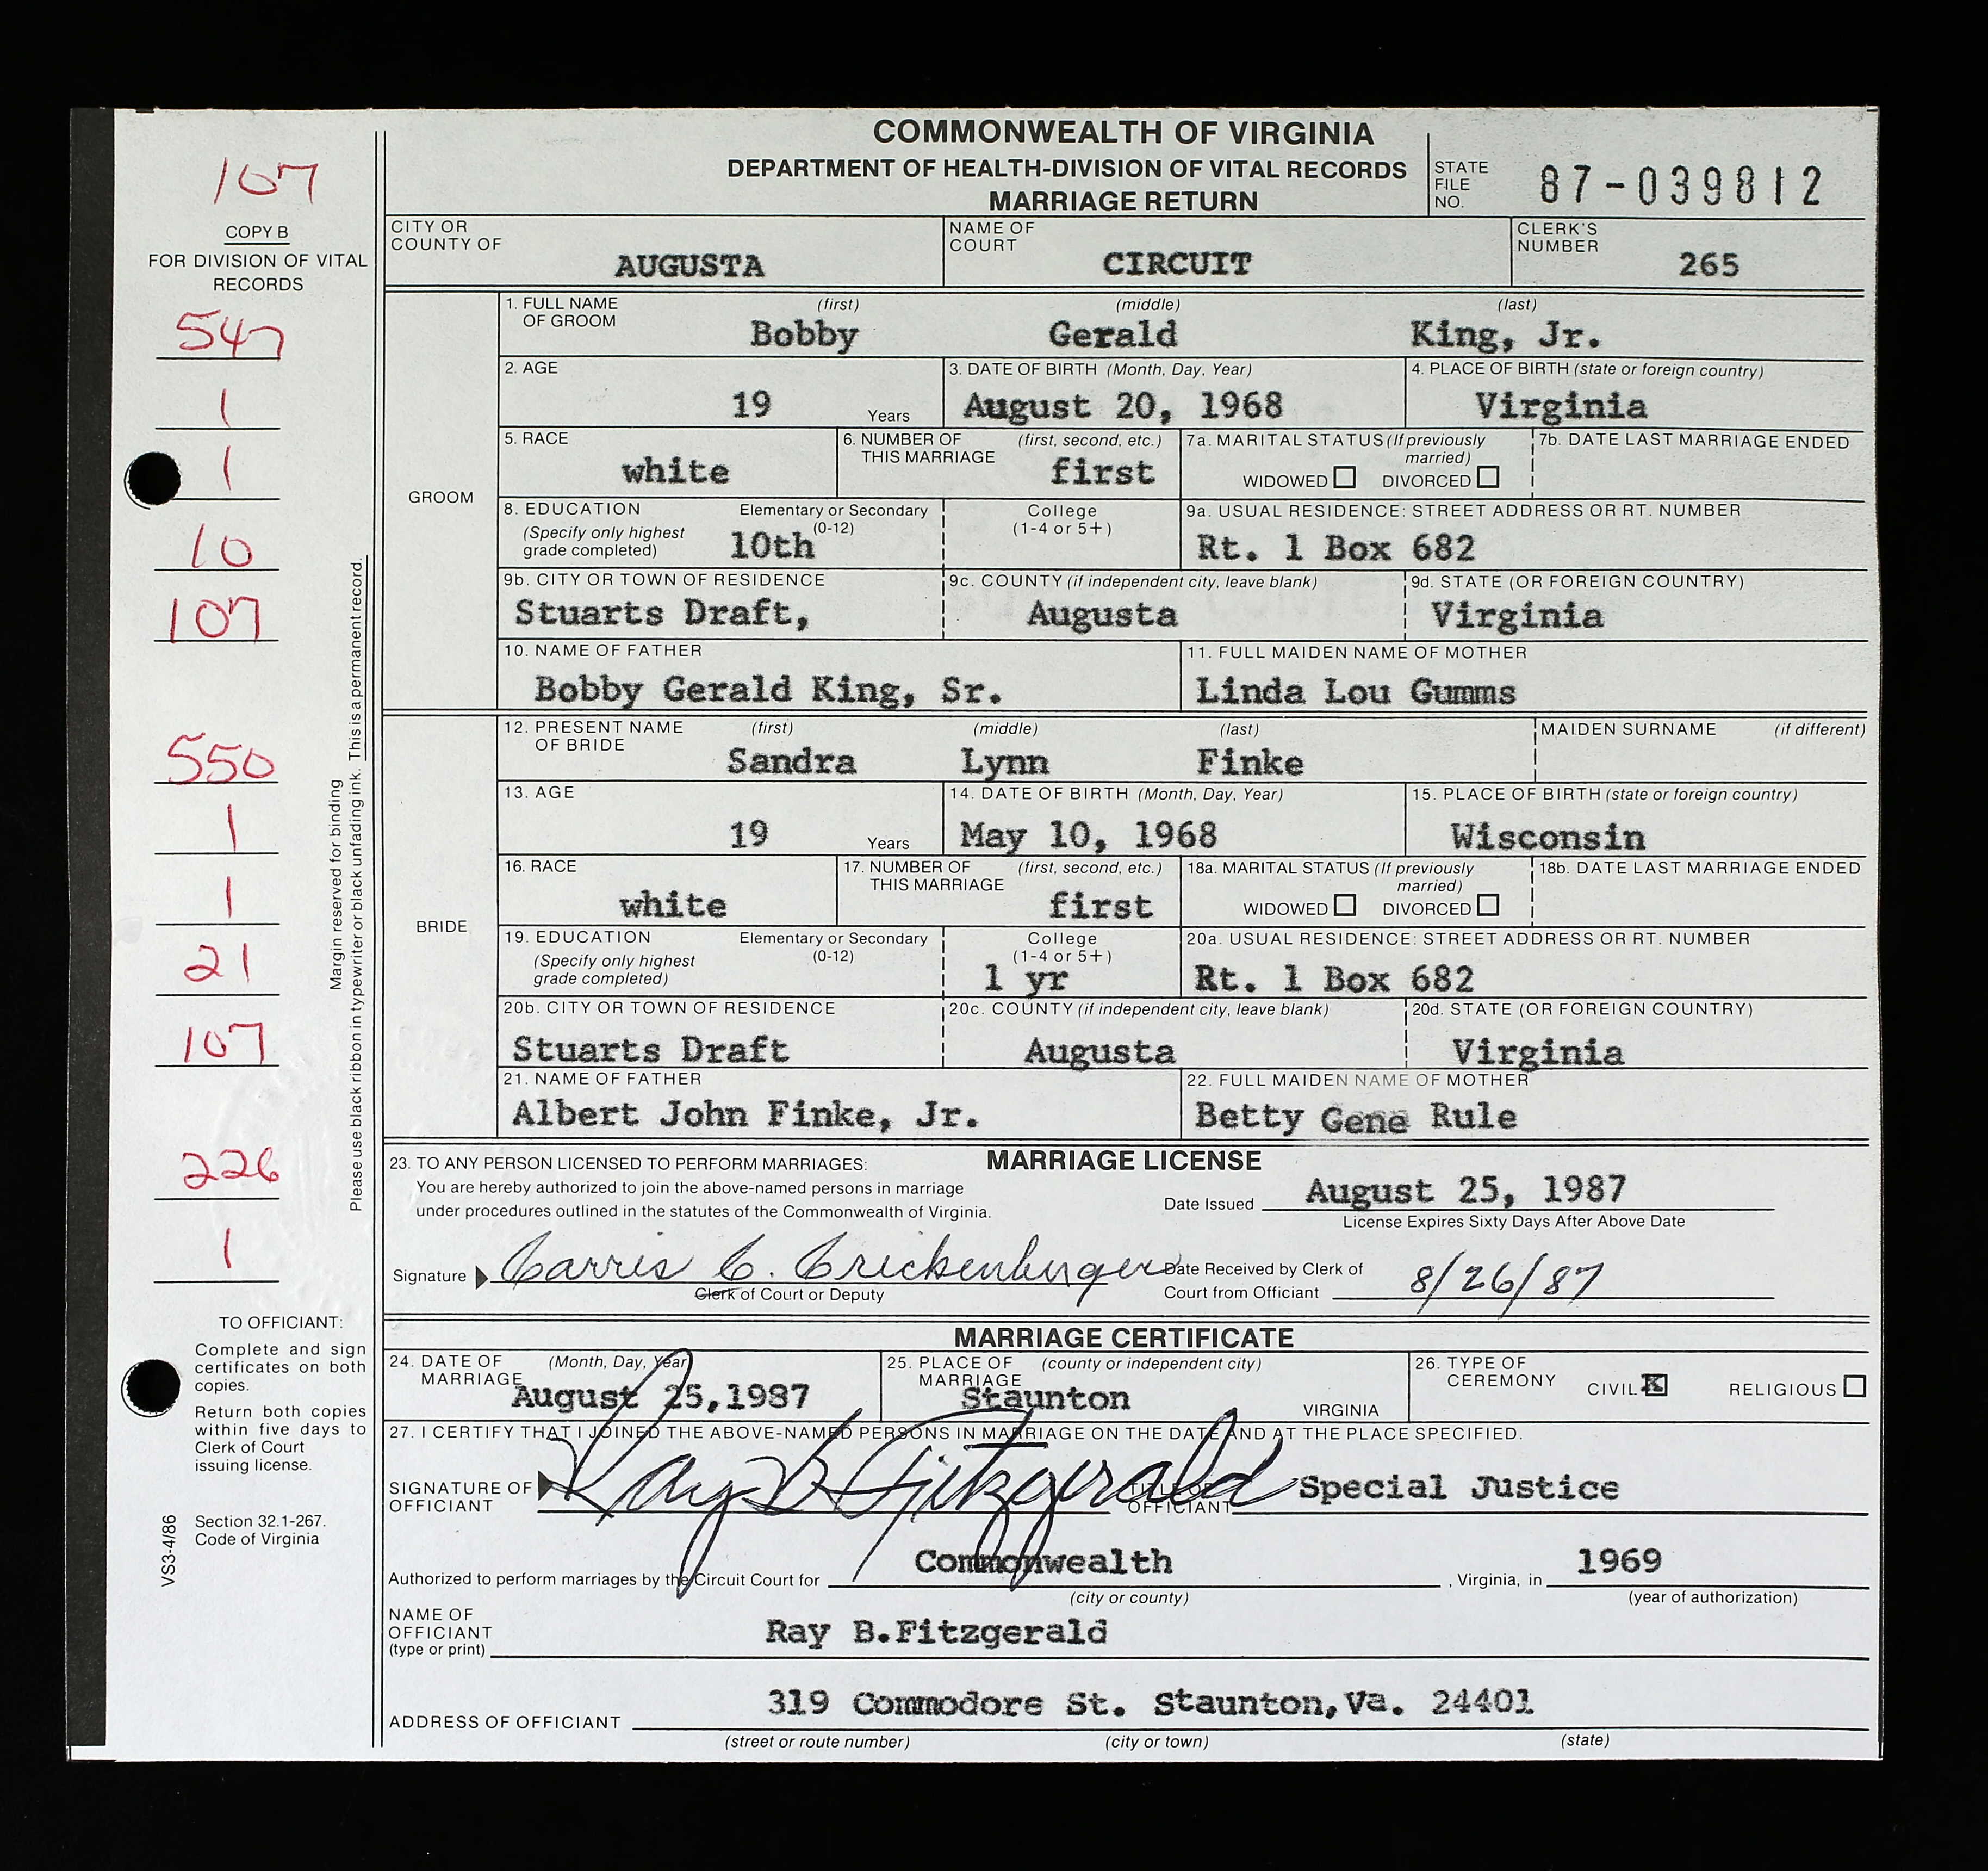 COMMONWEALTH OF VIRGINIA
DEPARTMENT OF HEALTH-DIVISION OF VITAL RECORDS
MARRIAGE RETURN
STATE FILE NO. 87-039812
107
COPY B
FOR DIVISION OF VITAL RECORDS
547
1
1
10
107
550
1
1
21
107
226
1
Margin reserved for binding
Please use black ribbon in typewriter or black unfading ink. This is a permanent record.
TO OFFICIANT:
Complete and sign
certificates on both
copies.
Return both copies
within five days to
Clerk of Court
issuing license.
Section 32.1-267.
Code of Virginia
VS3-4/86
CITY OR COUNTY OF AUGUSTA
NAME OF COURT CIRCUIT
CLERK'S NUMBER 265
GROOM
1. FULL NAME OF GROOM (first) (middle) (last)
Bobby Gerald King, Jr.
2. AGE 19 Years
3. DATE OF BIRTH (Month, Day, Year) August 20, 1968
4. PLACE OF BIRTH (state or foreign country) Virginia
5. RACE white
6. NUMBER OF THIS MARRIAGE (first, second, etc.) first
7a. MARITAL STATUS (If previously married) WIDOWED DIVORCED
7b. DATE LAST MARRIAGE ENDED
8. EDUCATION (Specify only highest grade completed) Elementary or Secondary (0-12) 10th
College (1-4 or 5+)
9a. USUAL RESIDENCE: STREET ADDRESS OR RT. NUMBER Rt. 1 Box 682
9b. CITY OR TOWN OF RESIDENCE Stuarts Draft,
9c. COUNTY (if independent city, leave blank) Augusta
9d. STATE (OR FOREIGN COUNTRY) Virginia
10. NAME OF FATHER Bobby Gerald King, Sr.
11. FULL MAIDEN NAME OF MOTHER Linda Lou Gumms
BRIDE
12. PRESENT NAME OF BRIDE (first) (middle) (last)
Sandra Lynn Finke
MAIDEN SURNAME (if different)
13. AGE 19 Years
14. DATE OF BIRTH (Month, Day, Year) May 10, 1968
15. PLACE OF BIRTH (state or foreign country) Wisconsin
16. RACE white
17. NUMBER OF THIS MARRIAGE (first, second, etc.) first
18a. MARITAL STATUS (If previously married) WIDOWED DIVORCED
18b. DATE LAST MARRIAGE ENDED
19. EDUCATION (Specify only highest grade completed) Elementary or Secondary (0-12)
College (1-4 or 5+) 1 yr
20a. USUAL RESIDENCE: STREET ADDRESS OR RT. NUMBER Rt. 1 Box 682
20b. CITY OR TOWN OF RESIDENCE Stuarts Draft
20c. COUNTY (if independent city, leave blank) Augusta
20d. STATE (OR FOREIGN COUNTRY) Virginia
21. NAME OF FATHER Albert John Finke, Jr.
22. FULL MAIDEN NAME OF MOTHER Betty Gene Rule
MARRIAGE LICENSE
23. TO ANY PERSON LICENSED TO PERFORM MARRIAGES:
You are hereby authorized to join the above-named persons in marriage
under procedures outlined in the statutes of the Commonwealth of Virginia.
Date Issued August 25, 1987
License Expires Sixty Days After Above Date
Signature Carris C. Crickenberger
Clerk of Court or Deputy
Date Received by Clerk of Court from Officiant 8/26/87
MARRIAGE CERTIFICATE
24. DATE OF MARRIAGE (Month, Day, Year) August 25,1987
25. PLACE OF MARRIAGE (county or independent city) Staunton VIRGINIA
26. TYPE OF CEREMONY CIVIL X RELIGIOUS
27. I CERTIFY THAT I JOINED THE ABOVE-NAMED PERSONS IN MARRIAGE ON THE DATE AND AT THE PLACE SPECIFIED.
SIGNATURE OF OFFICIANT Ray B Fitzgerald
TITLE OF OFFICIANT Special Justice
Authorized to perform marriages by the Circuit Court for Commonwealth , Virginia, in 1969
(city or county) (year of authorization)
NAME OF OFFICIANT (type or print) Ray B.Fitzgerald
ADDRESS OF OFFICIANT 319 Commodore St. Staunton,Va. 24401
(street or route number) (city or town) (state)